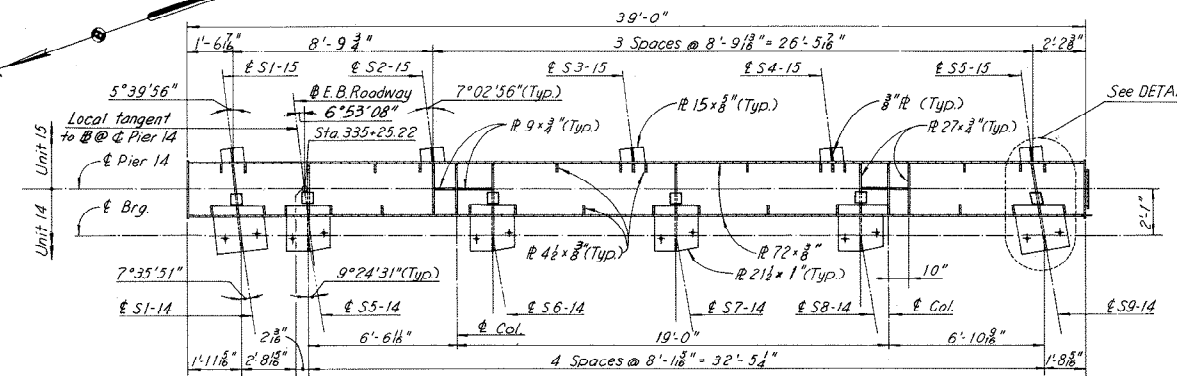 39'-0"
1'-6 7/16"
8'-9 3/4"
3 Spaces @ 8'-9 13/16" = 26'-5 7/16"
2'-2 3/8"
℄ S1-15
℄ S2-15
℄ S3-15
℄ S4-15
℄ S5-15
5°39'56"
E.B. Roadway
7°02'56" (Typ.)
℔ 15 x 5/8" (Typ.)
3/8" ℔ (Typ.)
See DETA
6°53'08"
Local tangent
to @ ℄ Pier 14
Sta. 335+25.22
℔ 9 x 3/4" (Typ.)
℔ 27 x 3/4" (Typ.)
Unit 15
℄ Pier 14
℄ Brg.
Unit 14
2'-1"
℔ 4 1/2 x 3/8" (Typ.)
℔ 72 x 3/8"
℔ 21 1/2 x 1" (Typ.)
10"
7°35'51"
9°24'31" (Typ.)
℄ S1-14
℄ S5-14
℄ S6-14
℄ S7-14
℄ S8-14
℄ Col.
℄ S9-14
℄ Col.
2 3/16"
6'-6 1/16"
19'-0"
6'-10 9/16"
1'-11 5/16"
2'-8 15/16"
4 Spaces @ 8'-1 5/16" = 32'-5 1/4"
1'-8 5/16"